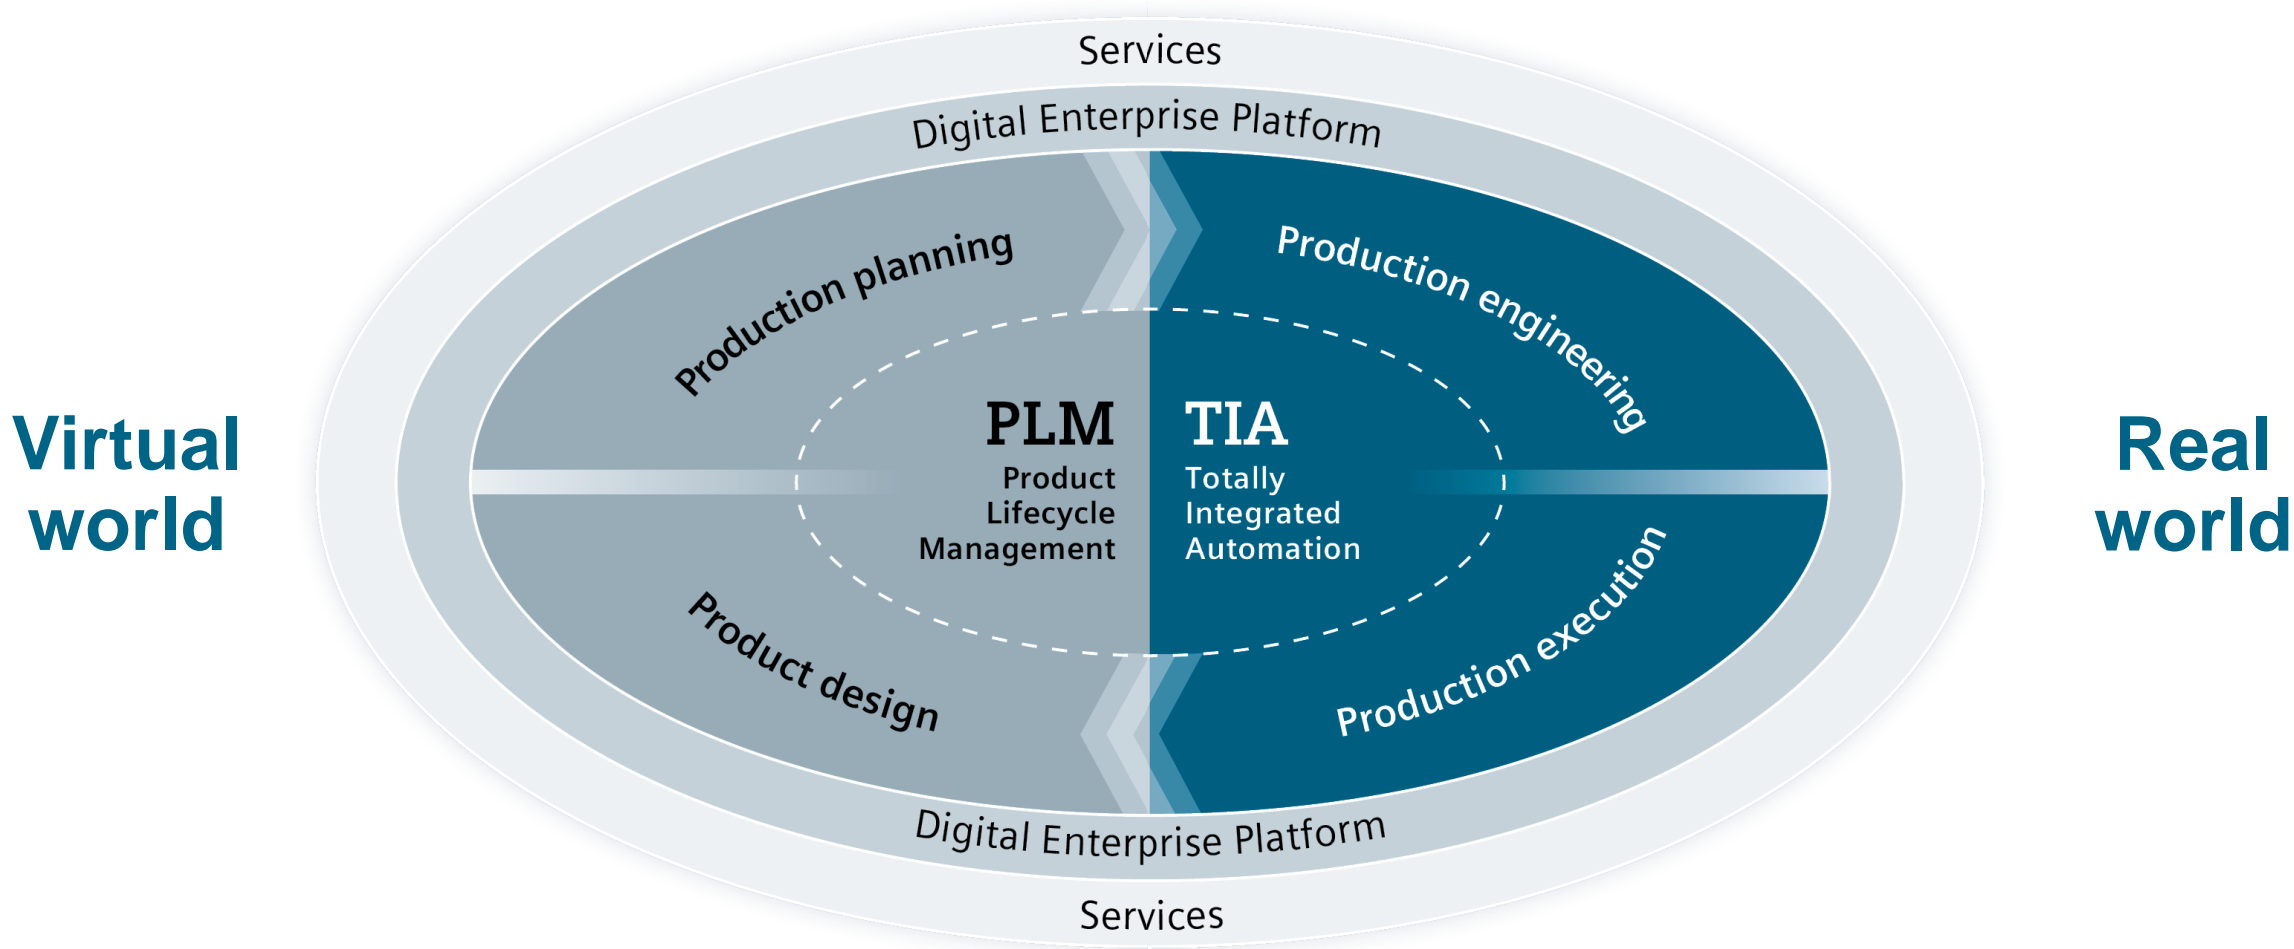 Services
Digital Enterprise Platform
Production planning
Production engineering
Virtual
world
PLM
Product
Lifecycle
Management
TIA
Totally
Integrated
Automation
Real
world
Product design
Production execution
Digital Enterprise Platform
Services